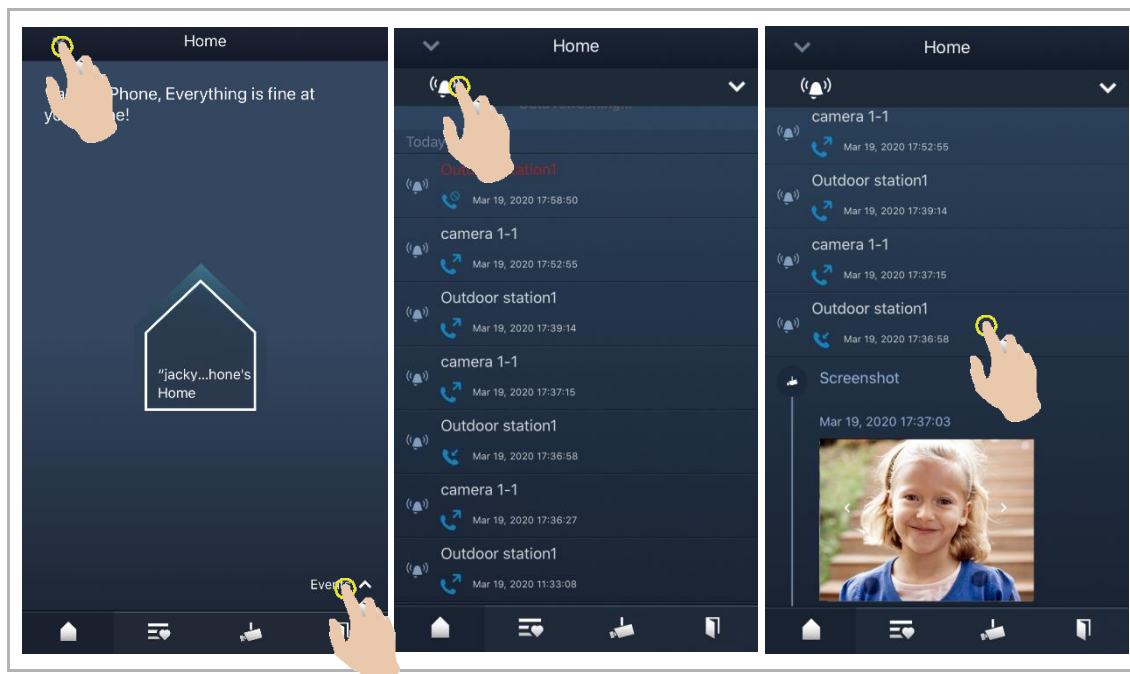 Home
Phone, Everything is fine at
"jacky...hone's
Home
Events
Home
Today
Mar 19, 2020 17:58:50
camera 1-1
Mar 19, 2020 17:52:55
Outdoor station1
Mar 19, 2020 17:39:14
camera 1-1
Mar 19, 2020 17:37:15
Outdoor station1
Mar 19, 2020 17:36:58
camera 1-1
Mar 19, 2020 17:36:27
Outdoor station1
Mar 19, 2020 11:33:08
Home
camera 1-1
Mar 19, 2020 17:52:55
Outdoor station1
Mar 19, 2020 17:39:14
camera 1-1
Mar 19, 2020 17:37:15
Outdoor station1
Mar 19, 2020 17:36:58
Screenshot
Mar 19, 2020 17:37:03